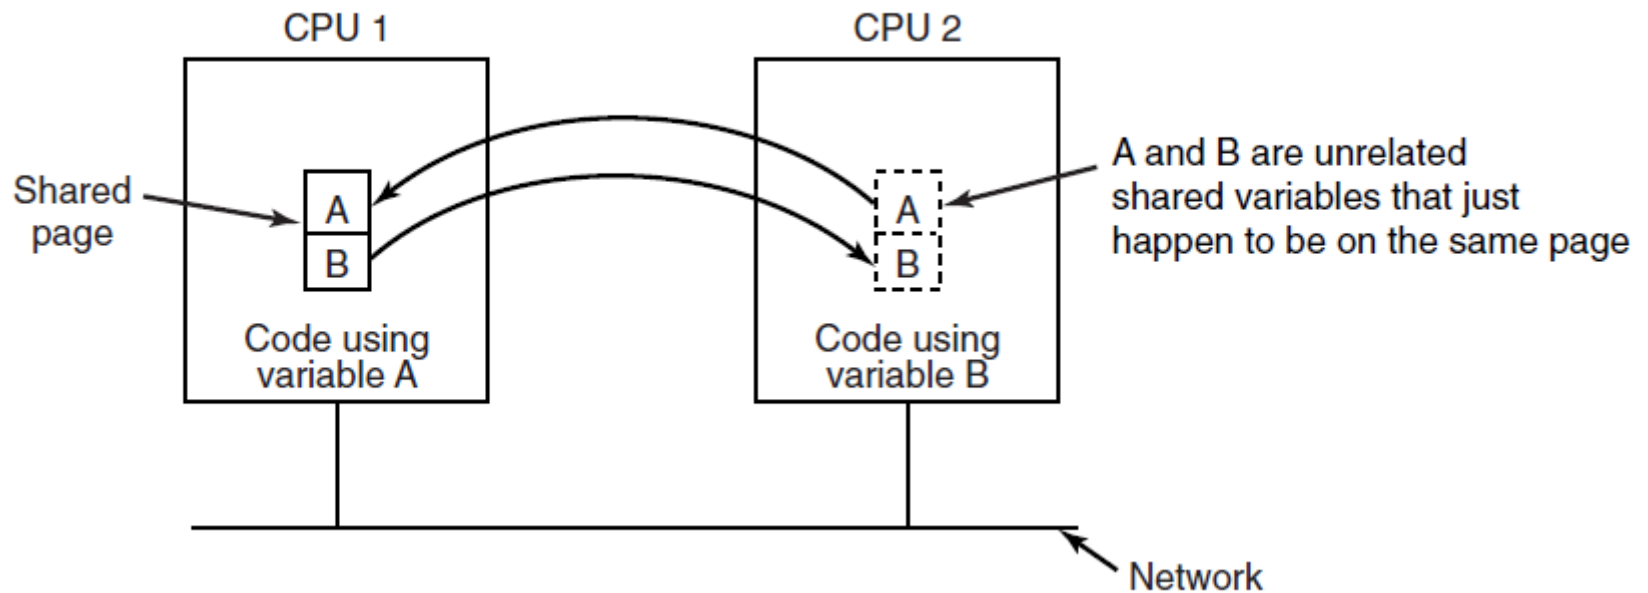 CPU 1
CPU 2
Shared
page
A
B
A
B
A and B are unrelated
shared variables that just
happen to be on the same page
Code using
variable A
Code using
variable B
Network